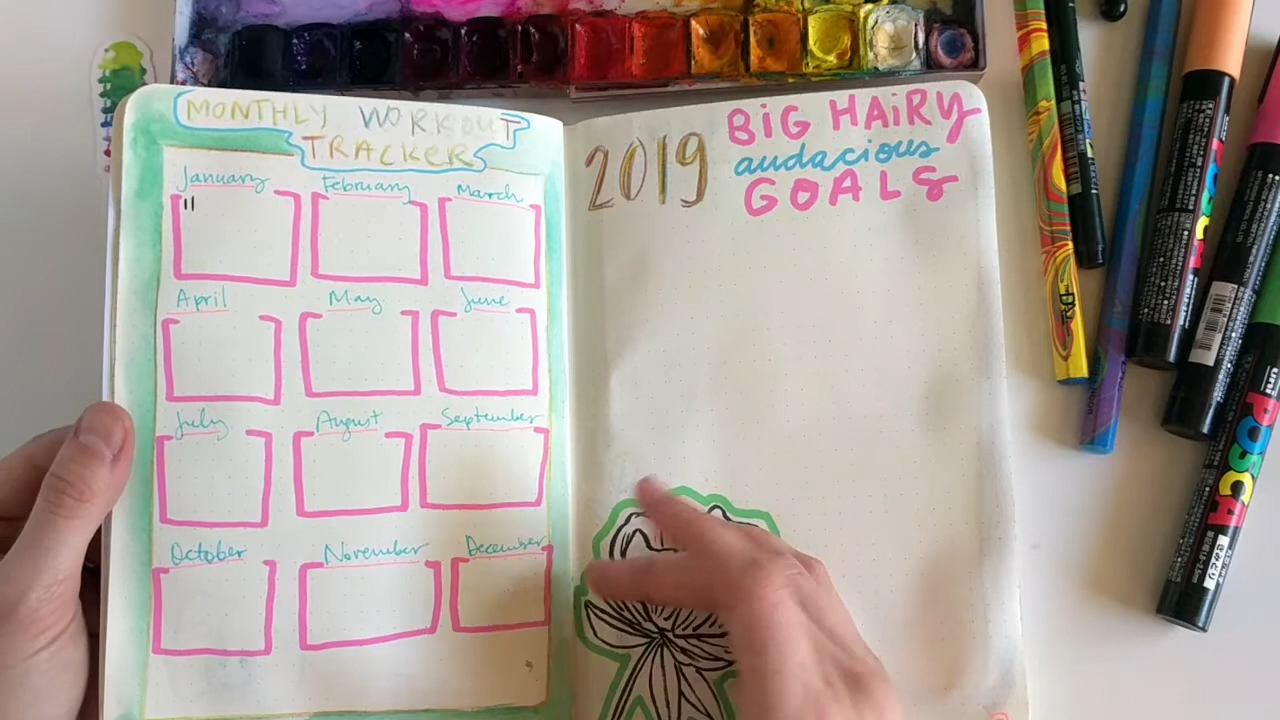 MONTHLY WORKOUT
TRACKER
January
February
March
April
May
June
July
August
September
October
November
December
2019
BiG HAiRY
audacious
GOALS
POSCA
uni